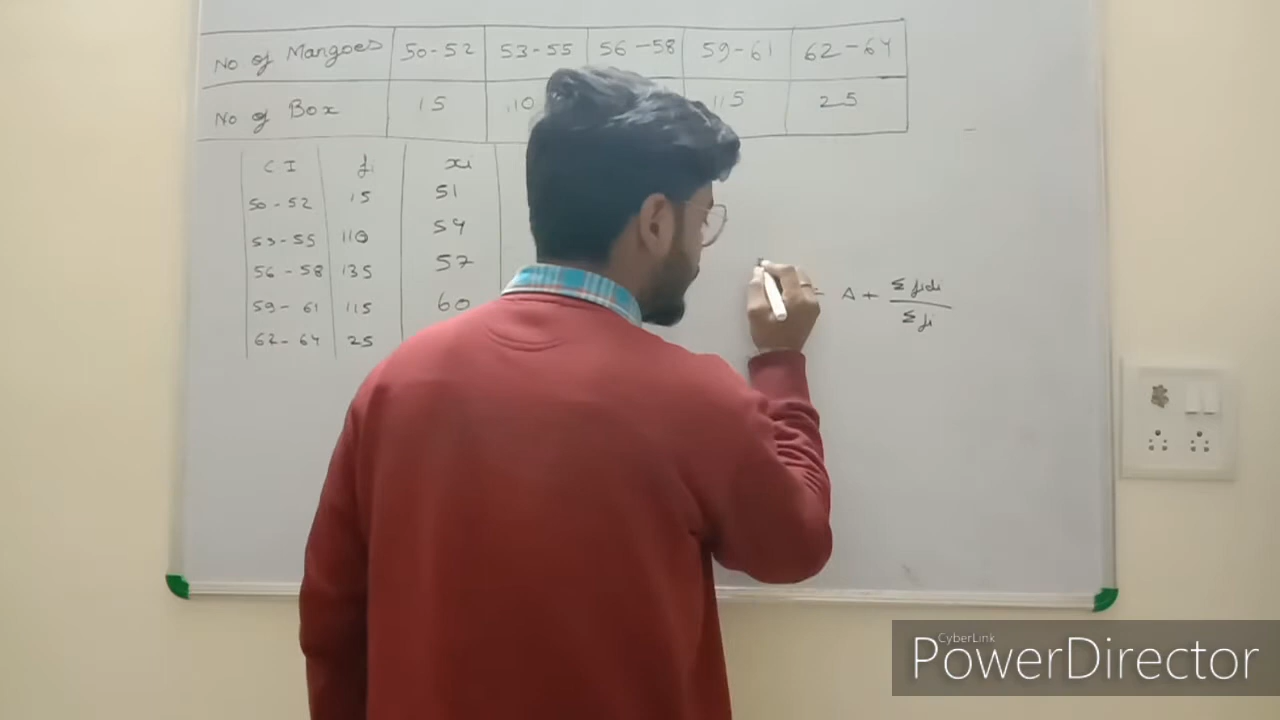 No of Mangoes 50-52 53-55 56-58 59-61 62-64
No of Box 15 110 115 25
C I fi xi
50-52 15 51
53-55 110 54
56-58 135 57
59-61 115 60
62-64 25
= A + Σ fidi
Σ fi
CyberLink
PowerDirector